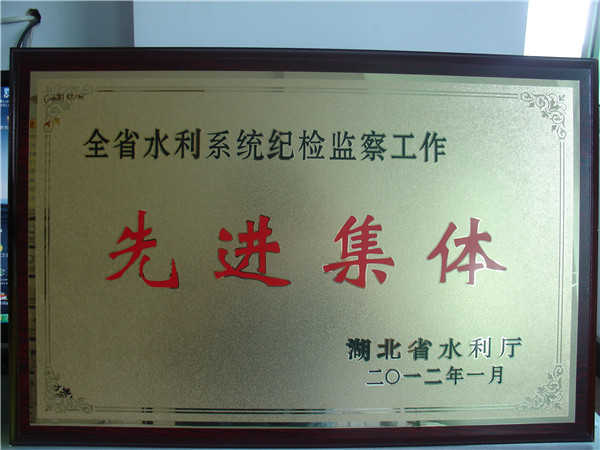 全省水利系统纪检监察工作
先进集体
湖北省水利厅
二〇一二年一月